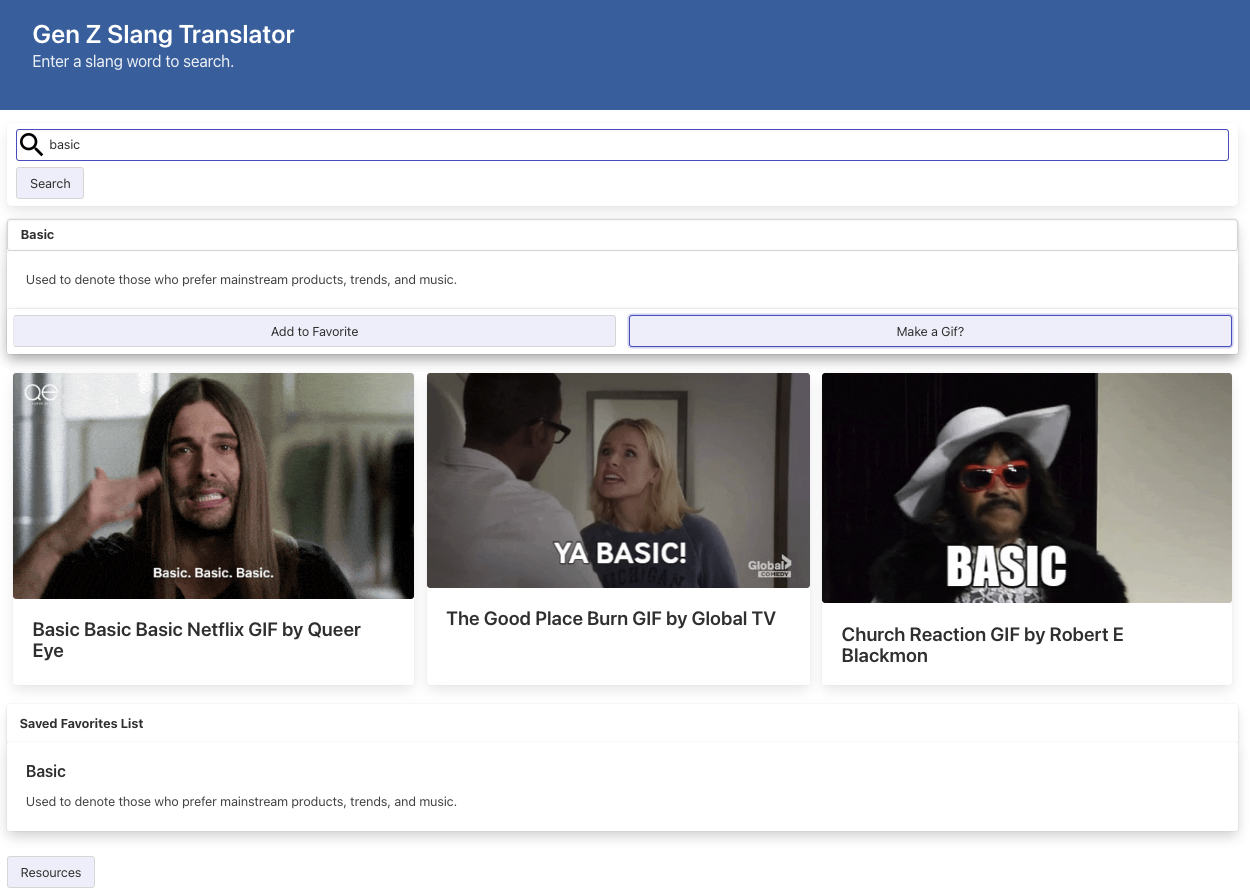 Gen Z Slang Translator
Enter a slang word to search.
basic
Search
Basic
Used to denote those who prefer mainstream products, trends, and music.
Add to Favorite
Make a Gif?
QE
Basic. Basic. Basic.
YA BASIC!
MICHIGAN
Global
COMEDY
BASIC
Basic Basic Basic Netflix GIF by Queer
Eye
The Good Place Burn GIF by Global TV
Church Reaction GIF by Robert E
Blackmon
Saved Favorites List
Basic
Used to denote those who prefer mainstream products, trends, and music.
Resources